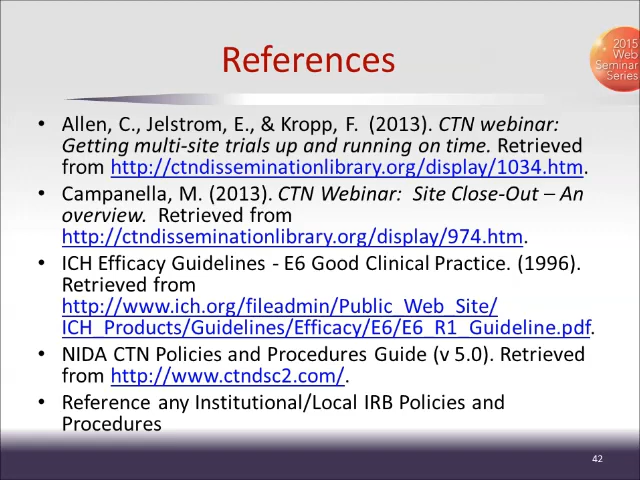 References
2015
Web
Seminar
Series
• Allen, C., Jelstrom, E., & Kropp, F. (2013). CTN webinar:
Getting multi-site trials up and running on time. Retrieved
from http://ctndisseminationlibrary.org/display/1034.htm.
• Campanella, M. (2013). CTN Webinar: Site Close-Out – An
overview. Retrieved from
http://ctndisseminationlibrary.org/display/974.htm.
• ICH Efficacy Guidelines - E6 Good Clinical Practice. (1996).
Retrieved from
http://www.ich.org/fileadmin/Public_Web_Site/
ICH_Products/Guidelines/Efficacy/E6/E6_R1_Guideline.pdf.
• NIDA CTN Policies and Procedures Guide (v 5.0). Retrieved
from http://www.ctndsc2.com/.
• Reference any Institutional/Local IRB Policies and
Procedures
42